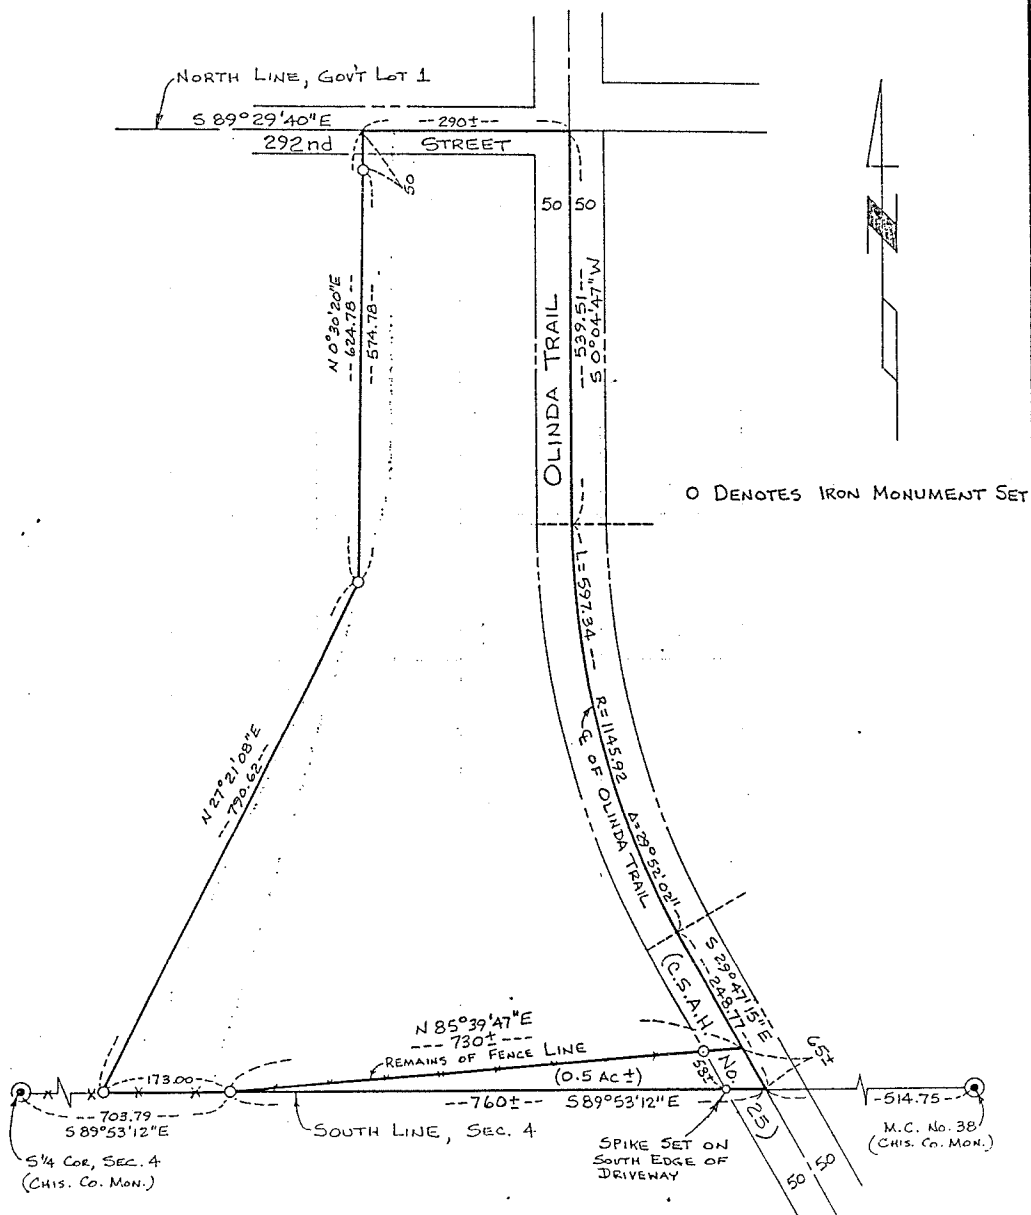 NORTH LINE, GOV'T LOT 1
S 89°29'40"E
--290±--
292nd STREET
50
50 50
N 0°30'20"E
--624.78--
--574.78--
OLINDA TRAIL
--539.51--
S 0°04'47"W
O DENOTES IRON MONUMENT SET
L=597.34
R=1145.92
℄ OF OLINDA TRAIL
Δ=29°52'02"
N 27°21'08"E
--790.62--
S 29°47'15"E
--248.77--
(C.S.A.H. NO. 25)
N 85°39'47"E
--730±--
REMAINS OF FENCE LINE
(0.5 AC ±)
53±
65±
173.00
--760±-- S89°53'12"E
--703.79--
S 89°53'12"E
SOUTH LINE, SEC. 4
-514.75-
M.C. NO. 38
(CHIS. CO. MON.)
S¼ COR, SEC. 4
(CHIS. CO. MON.)
SPIKE SET ON
SOUTH EDGE OF
DRIVEWAY
50 50